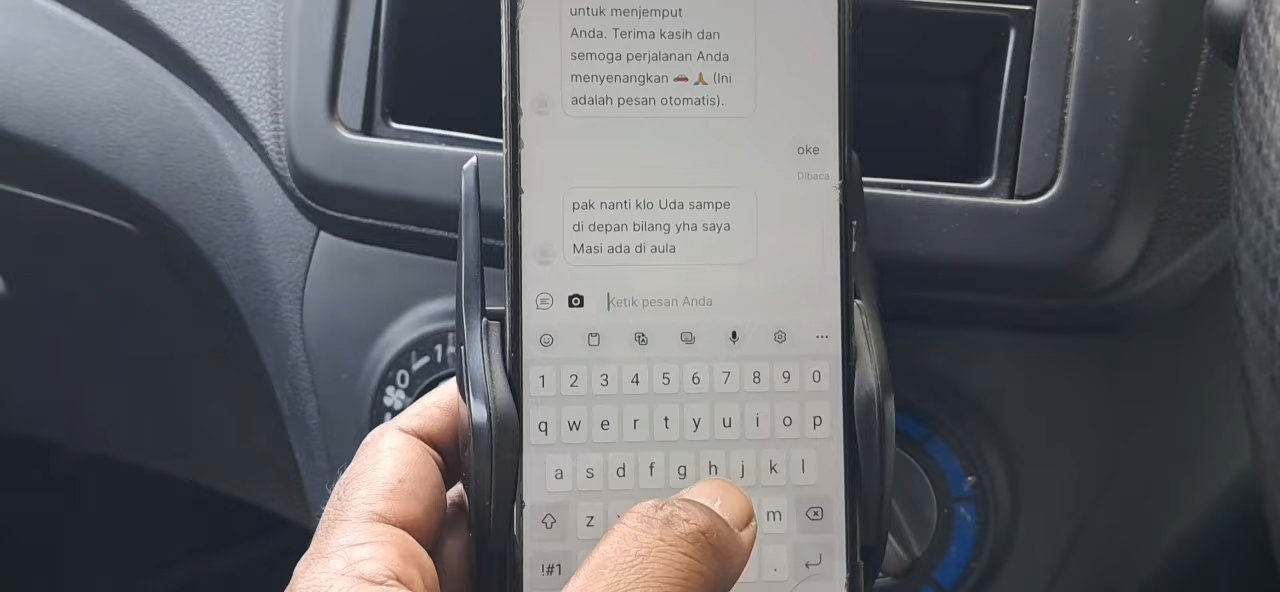 untuk menjemput
Anda. Terima kasih dan
semoga perjalanan Anda
menyenangkan 🚗 🙏 (Ini
adalah pesan otomatis).
oke
Dibaca
pak nanti klo Uda sampe
di depan bilang yha saya
Masi ada di aula
Ketik pesan Anda
1 2 3 4 5 6 7 8 9 0
q w e r t y u i o p
a s d f g h j k l
z m
!#1 .
0 1